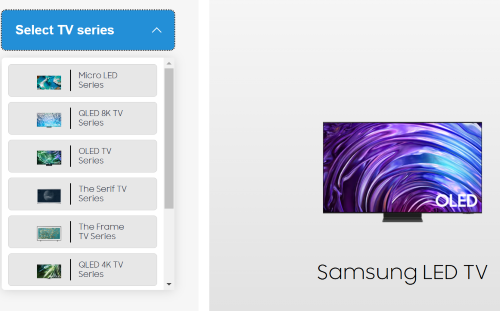 Select TV series
Micro LED
Series
QLED 8K TV
Series
OLED TV
Series
The Serif TV
Series
The Frame
TV Series
QLED 4K TV
Series
OLED
Samsung LED TV